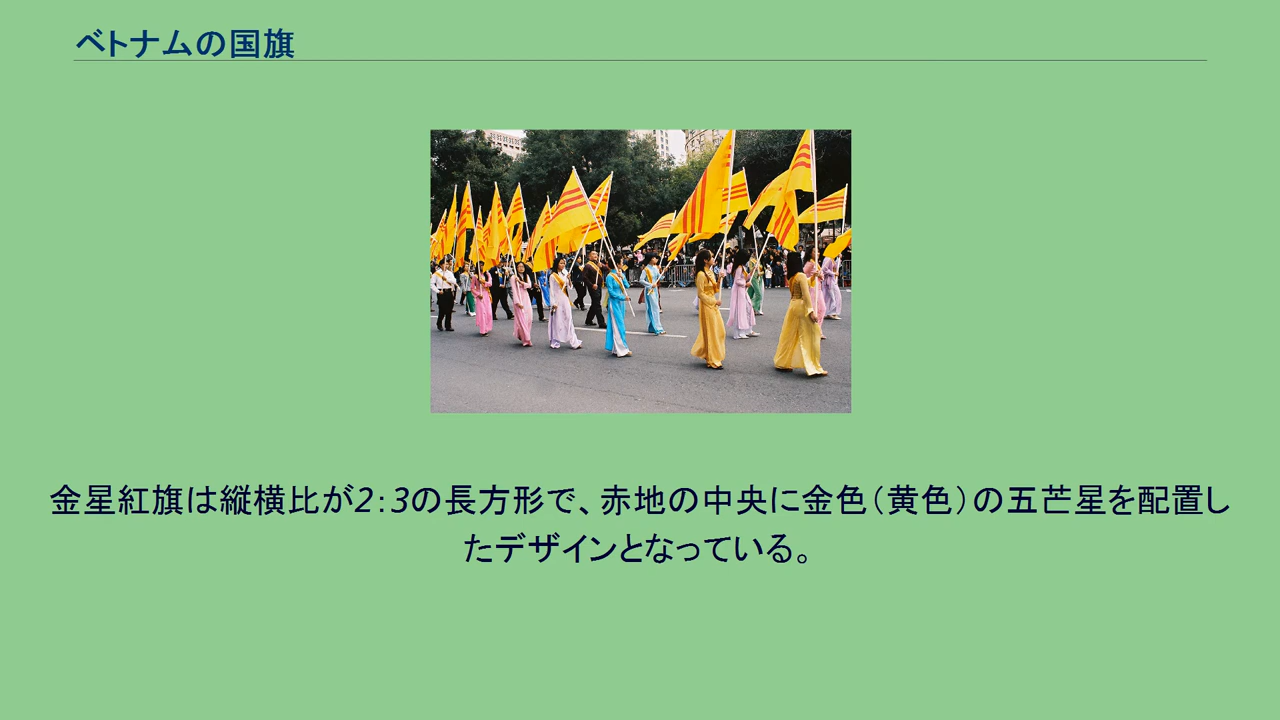 ベトナムの国旗
金星紅旗は縦横比が2：3の長方形で、赤地の中央に金色（黄色）の五芒星を配置し
たデザインとなっている。